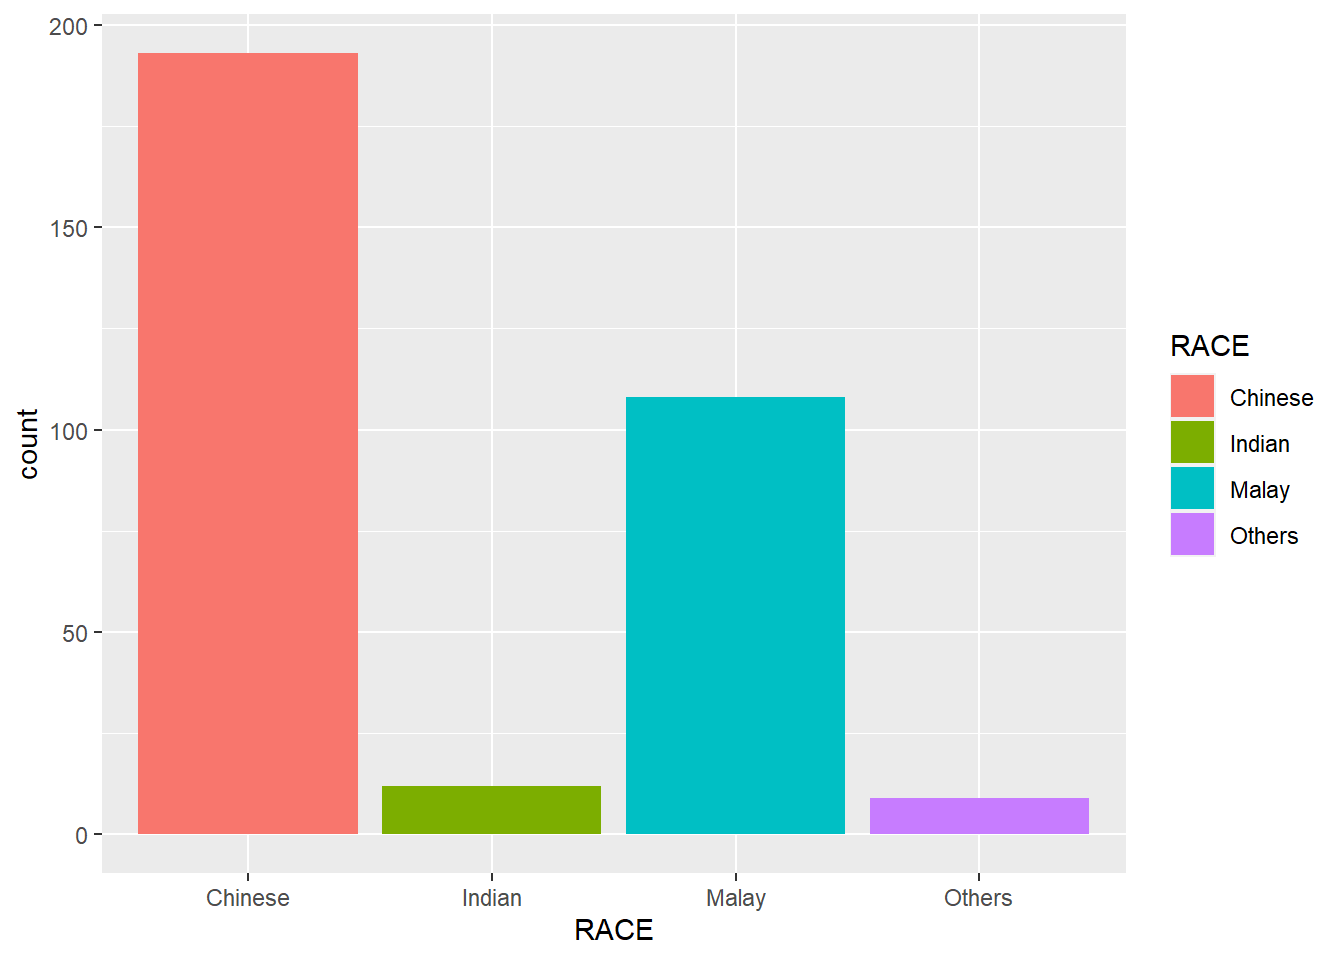 200
150
100
50
0
count
Chinese
Indian
Malay
Others
RACE
RACE
Chinese
Indian
Malay
Others